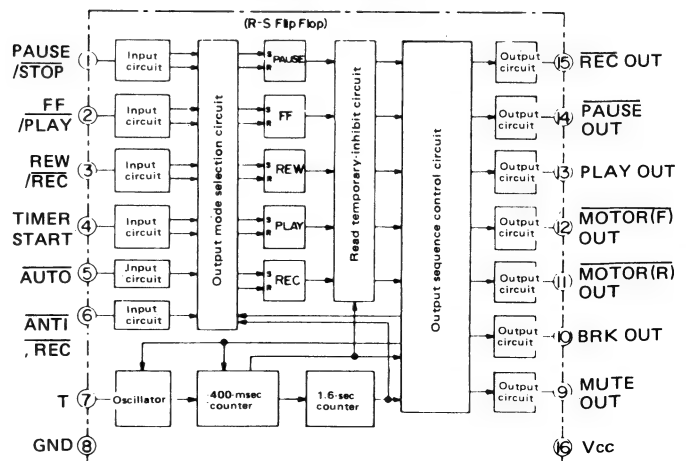 (R-S Flip Flop)
PAUSE
/STOP
1
Input
circuit
FF
/PLAY
2
Input
circuit
REW
/REC
3
Input
circuit
TIMER
START
4
Input
circuit
AUTO
5
Jnput
circuit
ANTI
, REC
6
Input
circuit
T
7
Oscillator
400-msec
counter
1.6-sec
counter
GND
8
Output mode selection circuit
S
R
PAUSE
S
R
FF
S
R
REW
S
R
PLAY
S
R
REC
Read temporary-inhibit circuit
Output sequence control circuit
Output
circuit
15
REC OUT
Output
circuit
14
PAUSE
OUT
Output
circuit
13
PLAY OUT
Output
circuit
12
MOTOR(F)
OUT
Output
circuit
11
MOTOR(R)
OUT
Output
circuit
10
BRK OUT
Output
circuit
9
MUTE
OUT
16
Vcc